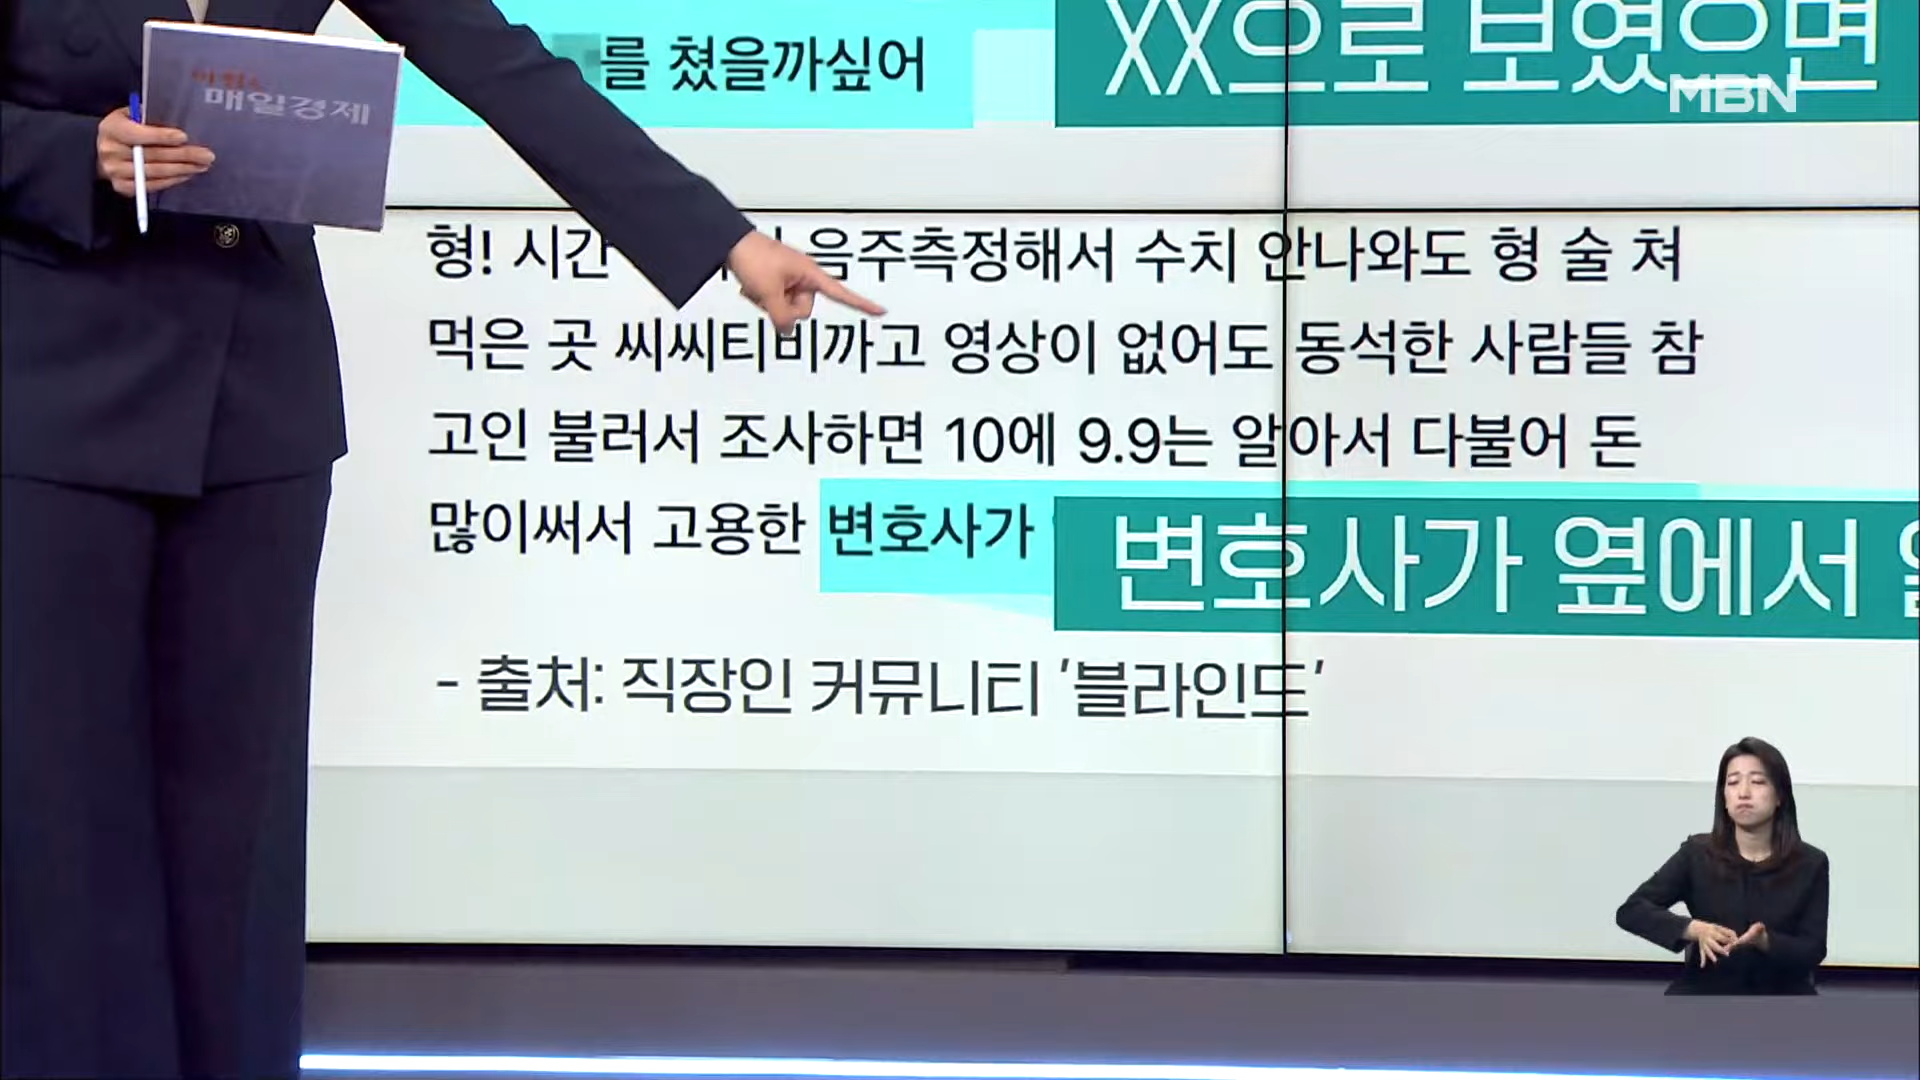 를 쳤을까싶어
XX으로 보였으면
MBN
매일경제
형! 시간 음주측정해서 수치 안나와도 형 술 쳐
먹은 곳 씨씨티비까고 영상이 없어도 동석한 사람들 참
고인 불러서 조사하면 10에 9.9는 알아서 다불어 돈
많이써서 고용한 변호사가
변호사가 옆에서
- 출처: 직장인 커뮤니티 '블라인드'